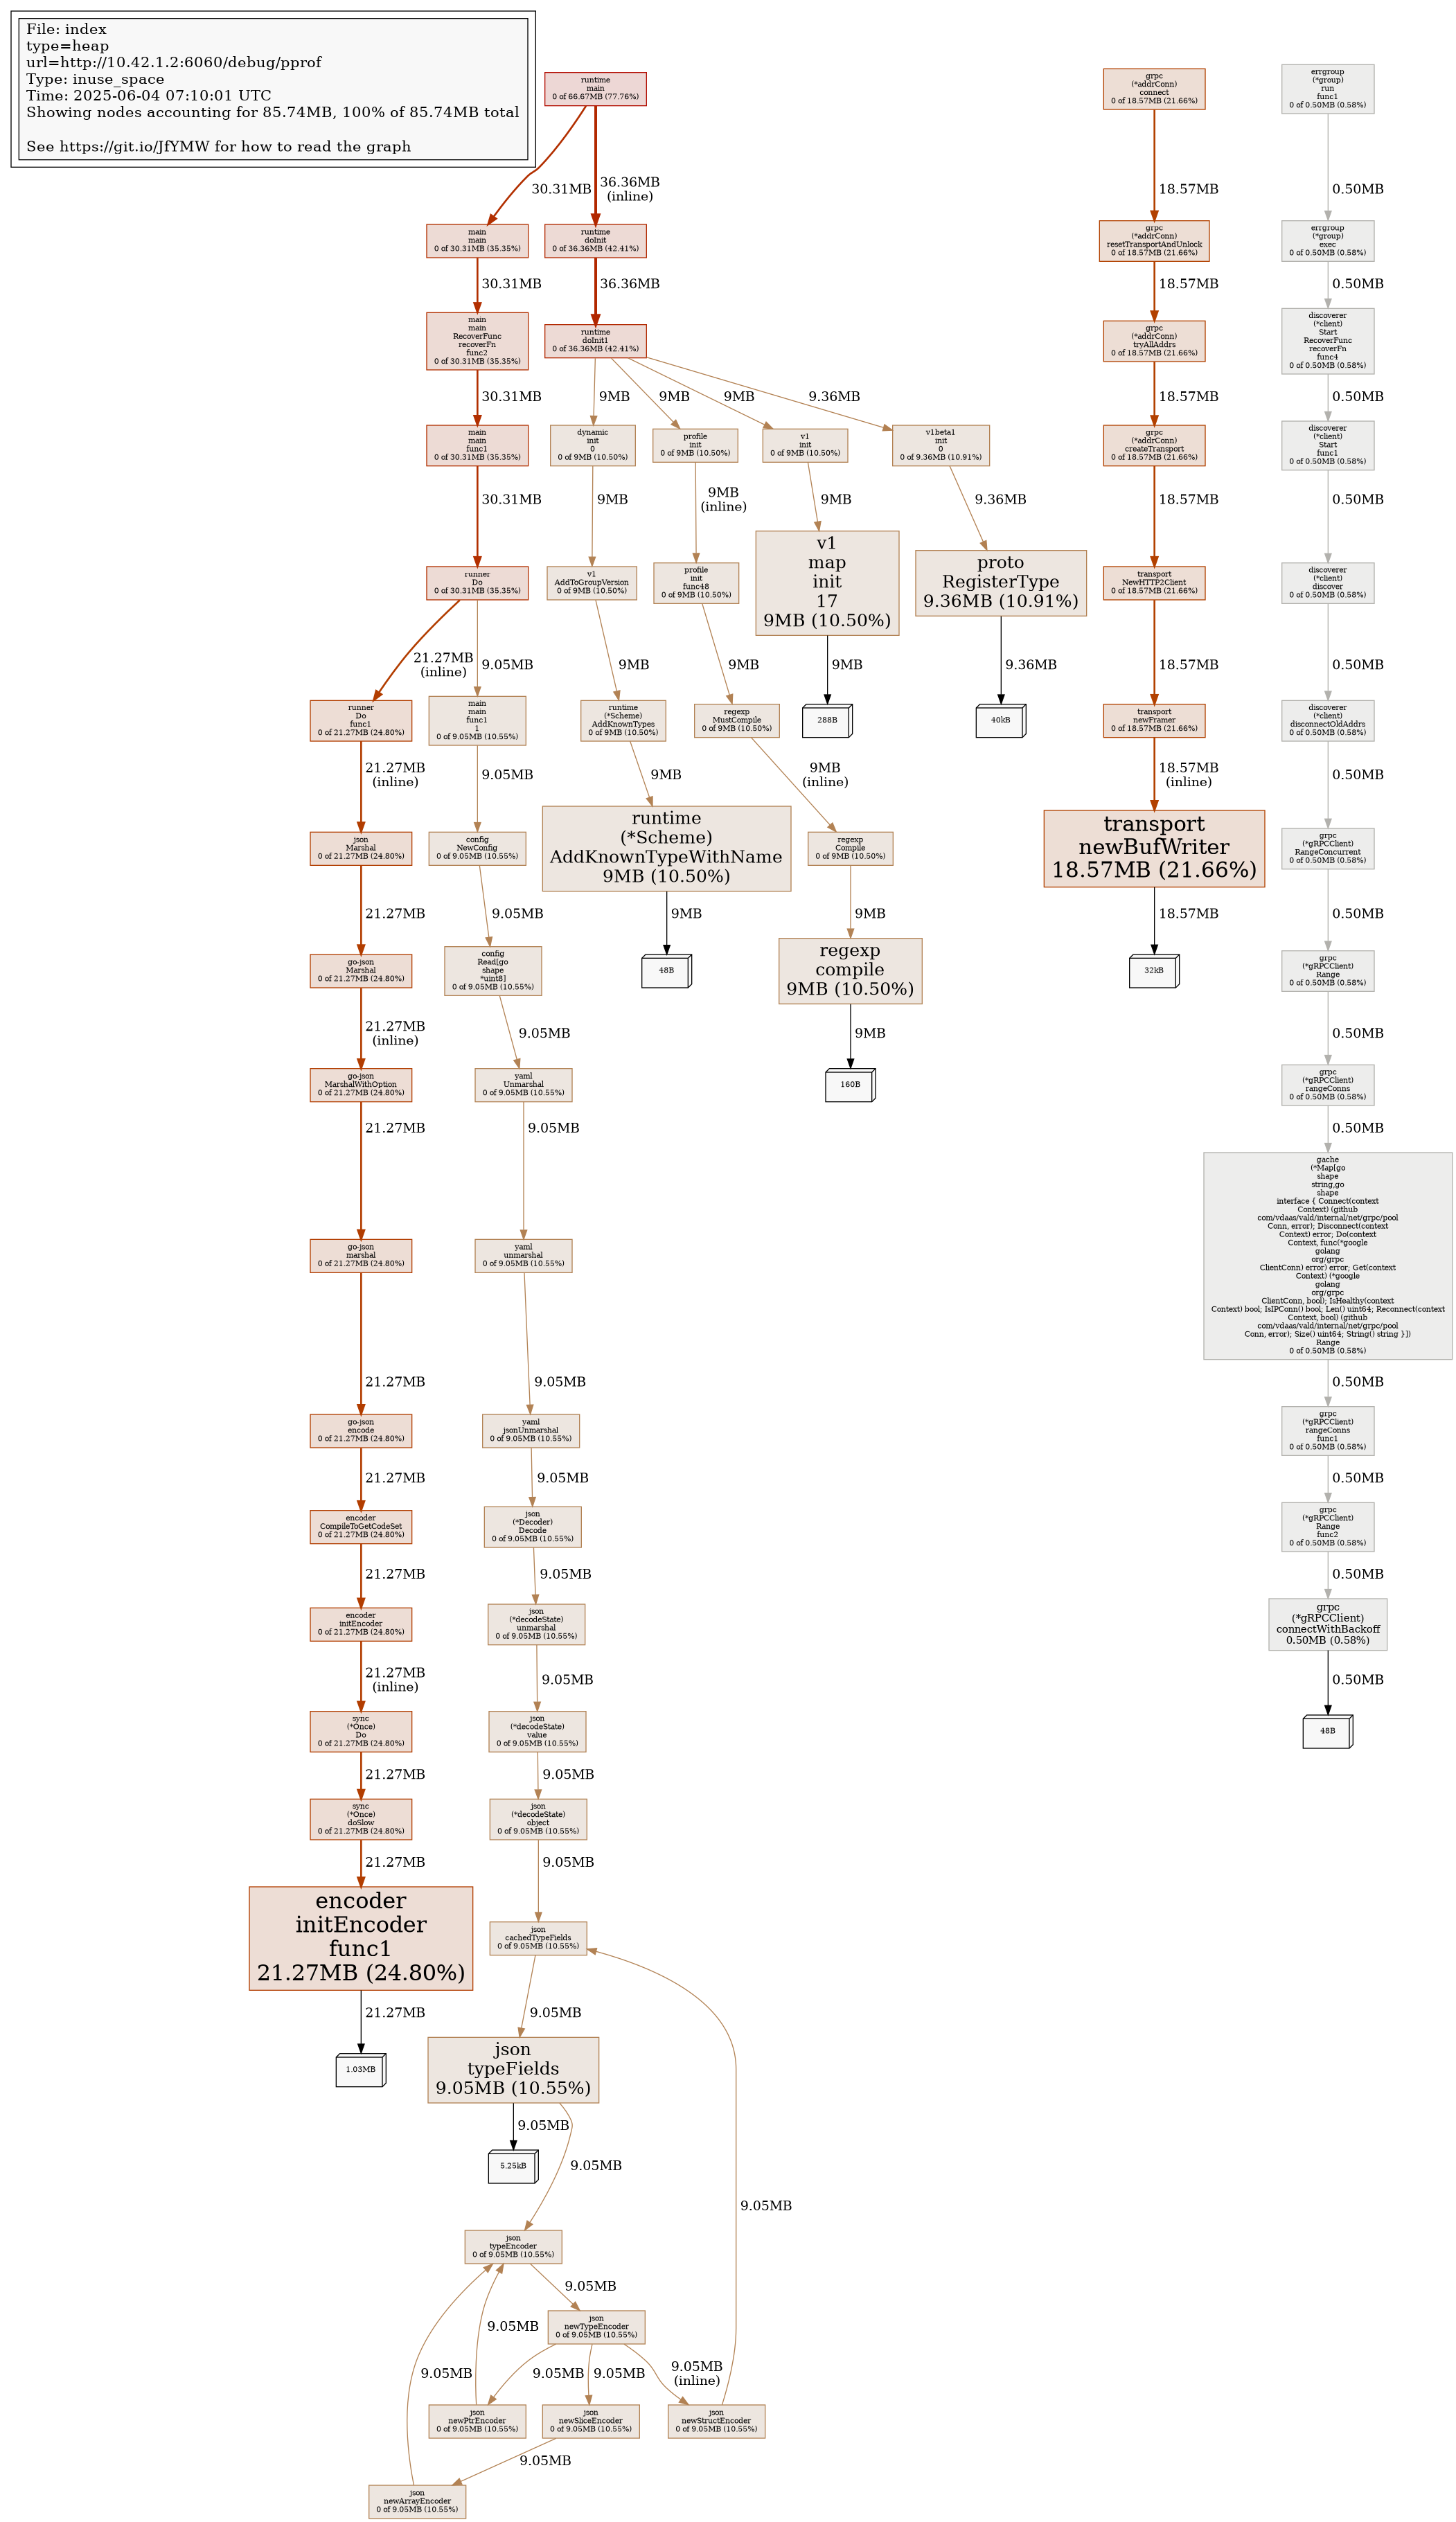 File: index
type=heap
url=http://10.42.1.2:6060/debug/pprof
Type: inuse_space
Time: 2025-06-04 07:10:01 UTC
Showing nodes accounting for 85.74MB, 100% of 85.74MB total
See https://git.io/JfYMW for how to read the graph
runtime
main
0 of 66.67MB (77.76%)
30.31MB
36.36MB
(inline)
main
main
0 of 30.31MB (35.35%)
30.31MB
main
main
RecoverFunc
recoverFn
func2
0 of 30.31MB (35.35%)
30.31MB
main
main
func1
0 of 30.31MB (35.35%)
30.31MB
runner
Do
0 of 30.31MB (35.35%)
21.27MB
(inline)
9.05MB
runner
Do
func1
0 of 21.27MB (24.80%)
21.27MB
(inline)
json
Marshal
0 of 21.27MB (24.80%)
21.27MB
go-json
Marshal
0 of 21.27MB (24.80%)
21.27MB
(inline)
go-json
MarshalWithOption
0 of 21.27MB (24.80%)
21.27MB
go-json
marshal
0 of 21.27MB (24.80%)
21.27MB
go-json
encode
0 of 21.27MB (24.80%)
21.27MB
encoder
CompileToGetCodeSet
0 of 21.27MB (24.80%)
21.27MB
encoder
initEncoder
0 of 21.27MB (24.80%)
21.27MB
(inline)
sync
(*Once)
Do
0 of 21.27MB (24.80%)
21.27MB
sync
(*Once)
doSlow
0 of 21.27MB (24.80%)
21.27MB
encoder
initEncoder
func1
21.27MB (24.80%)
21.27MB
1.03MB
main
main
func1
1
0 of 9.05MB (10.55%)
9.05MB
config
NewConfig
0 of 9.05MB (10.55%)
9.05MB
config
Read[go
shape
*uint8]
0 of 9.05MB (10.55%)
9.05MB
yaml
Unmarshal
0 of 9.05MB (10.55%)
9.05MB
yaml
unmarshal
0 of 9.05MB (10.55%)
9.05MB
yaml
jsonUnmarshal
0 of 9.05MB (10.55%)
9.05MB
json
(*Decoder)
Decode
0 of 9.05MB (10.55%)
9.05MB
json
(*decodeState)
unmarshal
0 of 9.05MB (10.55%)
9.05MB
json
(*decodeState)
value
0 of 9.05MB (10.55%)
9.05MB
json
(*decodeState)
object
0 of 9.05MB (10.55%)
9.05MB
json
cachedTypeFields
0 of 9.05MB (10.55%)
9.05MB
json
typeFields
9.05MB (10.55%)
9.05MB
5.25kB
9.05MB
9.05MB
json
typeEncoder
0 of 9.05MB (10.55%)
9.05MB
json
newTypeEncoder
0 of 9.05MB (10.55%)
9.05MB
9.05MB
9.05MB
9.05MB
9.05MB
(inline)
json
newPtrEncoder
0 of 9.05MB (10.55%)
json
newSliceEncoder
0 of 9.05MB (10.55%)
json
newStructEncoder
0 of 9.05MB (10.55%)
9.05MB
json
newArrayEncoder
0 of 9.05MB (10.55%)
runtime
doInit
0 of 36.36MB (42.41%)
36.36MB
runtime
doInit1
0 of 36.36MB (42.41%)
9MB
9MB
9MB
9.36MB
dynamic
init
0
0 of 9MB (10.50%)
9MB
v1
AddToGroupVersion
0 of 9MB (10.50%)
9MB
runtime
(*Scheme)
AddKnownTypes
0 of 9MB (10.50%)
9MB
runtime
(*Scheme)
AddKnownTypeWithName
9MB (10.50%)
9MB
48B
profile
init
0 of 9MB (10.50%)
9MB
(inline)
profile
init
func48
0 of 9MB (10.50%)
9MB
regexp
MustCompile
0 of 9MB (10.50%)
9MB
(inline)
regexp
Compile
0 of 9MB (10.50%)
9MB
regexp
compile
9MB (10.50%)
9MB
160B
v1
init
0 of 9MB (10.50%)
9MB
v1
map
init
17
9MB (10.50%)
9MB
288B
v1beta1
init
0
0 of 9.36MB (10.91%)
9.36MB
proto
RegisterType
9.36MB (10.91%)
9.36MB
40kB
grpc
(*addrConn)
connect
0 of 18.57MB (21.66%)
18.57MB
grpc
(*addrConn)
resetTransportAndUnlock
0 of 18.57MB (21.66%)
18.57MB
grpc
(*addrConn)
tryAllAddrs
0 of 18.57MB (21.66%)
18.57MB
grpc
(*addrConn)
createTransport
0 of 18.57MB (21.66%)
18.57MB
transport
NewHTTP2Client
0 of 18.57MB (21.66%)
18.57MB
transport
newFramer
0 of 18.57MB (21.66%)
18.57MB
(inline)
transport
newBufWriter
18.57MB (21.66%)
18.57MB
32kB
errgroup
(*group)
run
func1
0 of 0.50MB (0.58%)
0.50MB
errgroup
(*group)
exec
0 of 0.50MB (0.58%)
0.50MB
discoverer
(*client)
Start
RecoverFunc
recoverFn
func4
0 of 0.50MB (0.58%)
0.50MB
discoverer
(*client)
Start
func1
0 of 0.50MB (0.58%)
0.50MB
discoverer
(*client)
discover
0 of 0.50MB (0.58%)
0.50MB
discoverer
(*client)
disconnectOldAddrs
0 of 0.50MB (0.58%)
0.50MB
grpc
(*gRPCClient)
RangeConcurrent
0 of 0.50MB (0.58%)
0.50MB
grpc
(*gRPCClient)
Range
0 of 0.50MB (0.58%)
0.50MB
grpc
(*gRPCClient)
rangeConns
0 of 0.50MB (0.58%)
0.50MB
gache
(*Map[go
shape
string,go
shape
interface { Connect(context
Context) (github
com/vdaas/vald/internal/net/grpc/pool
Conn, error); Disconnect(context
Context) error; Do(context
Context, func(*google
golang
org/grpc
ClientConn) error) error; Get(context
Context) (*google
golang
org/grpc
ClientConn, bool); IsHealthy(context
Context) bool; IsIPConn() bool; Len() uint64; Reconnect(context
Context, bool) (github
com/vdaas/vald/internal/net/grpc/pool
Conn, error); Size() uint64; String() string }])
Range
0 of 0.50MB (0.58%)
0.50MB
grpc
(*gRPCClient)
rangeConns
func1
0 of 0.50MB (0.58%)
0.50MB
grpc
(*gRPCClient)
Range
func2
0 of 0.50MB (0.58%)
0.50MB
grpc
(*gRPCClient)
connectWithBackoff
0.50MB (0.58%)
0.50MB
48B